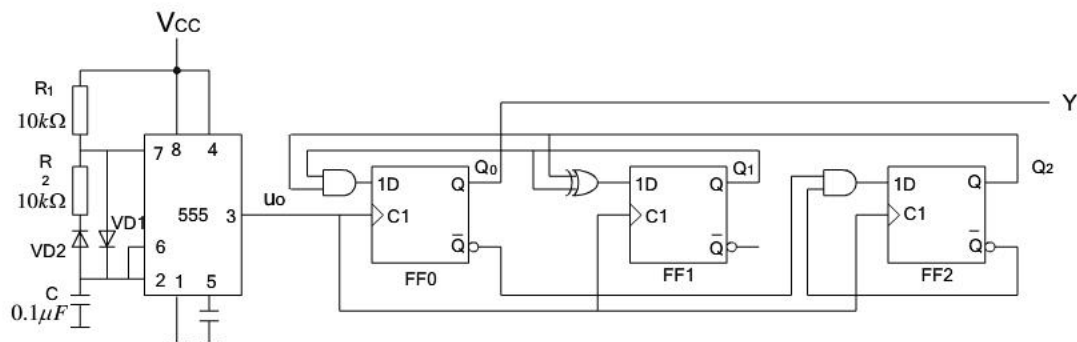 VCC
R1
10kΩ
R
2
10kΩ
VD1
VD2
C
0.1μF
7
8
4
555
3
6
2
1
5
uo
1D
Q
C1
Q̅
FF0
Q0
1D
Q
C1
Q̅
FF1
Q1
1D
Q
C1
Q̅
FF2
Q2
Y